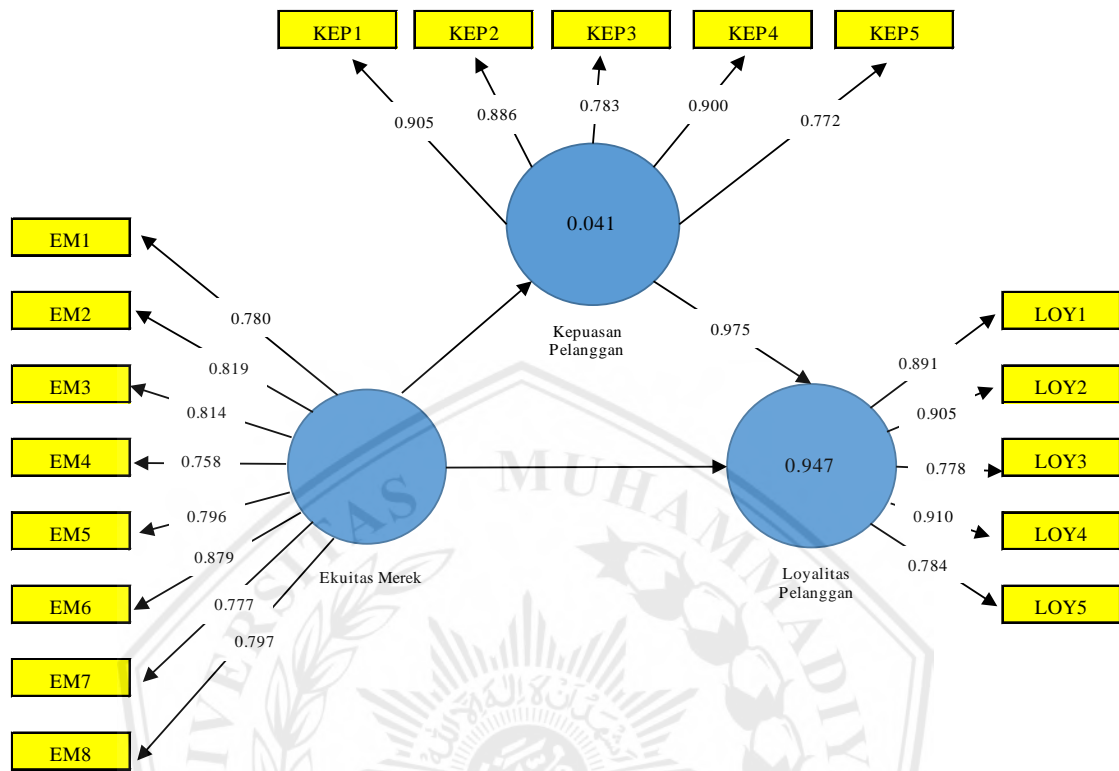 KEP1 KEP2 KEP3 KEP4 KEP5
0.905 0.886 0.783 0.900 0.772
0.041
Kepuasan
Pelanggan
EM1
EM2
EM3
EM4
EM5
EM6
EM7
EM8
0.780
0.819
0.814
0.758
0.796
0.879
0.777
0.797
Ekuitas Merek
0.975
0.947
Loyalitas
Pelanggan
0.891
0.905
0.778
0.910
0.784
LOY1
LOY2
LOY3
LOY4
LOY5
UNIVERSITAS MUHAMMADIY